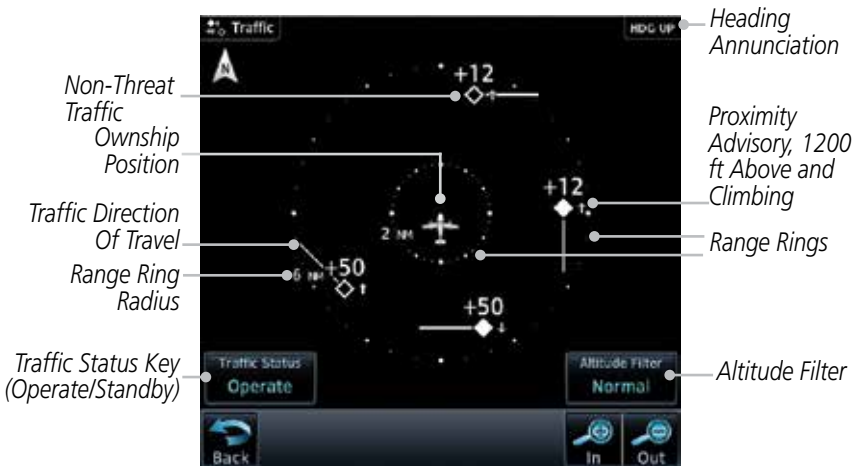 Traffic
HDG UP
Heading
Annunciation
N
Non-Threat
Traffic
Ownship
Position
Traffic Direction
Of Travel
Range Ring
Radius
Traffic Status Key
(Operate/Standby)
+12
+12
2 NM
6 NM
+50
+50
Proximity
Advisory, 1200
ft Above and
Climbing
Range Rings
Altitude Filter
Traffic Status
Operate
Altitude Filter
Normal
Back
In
Out